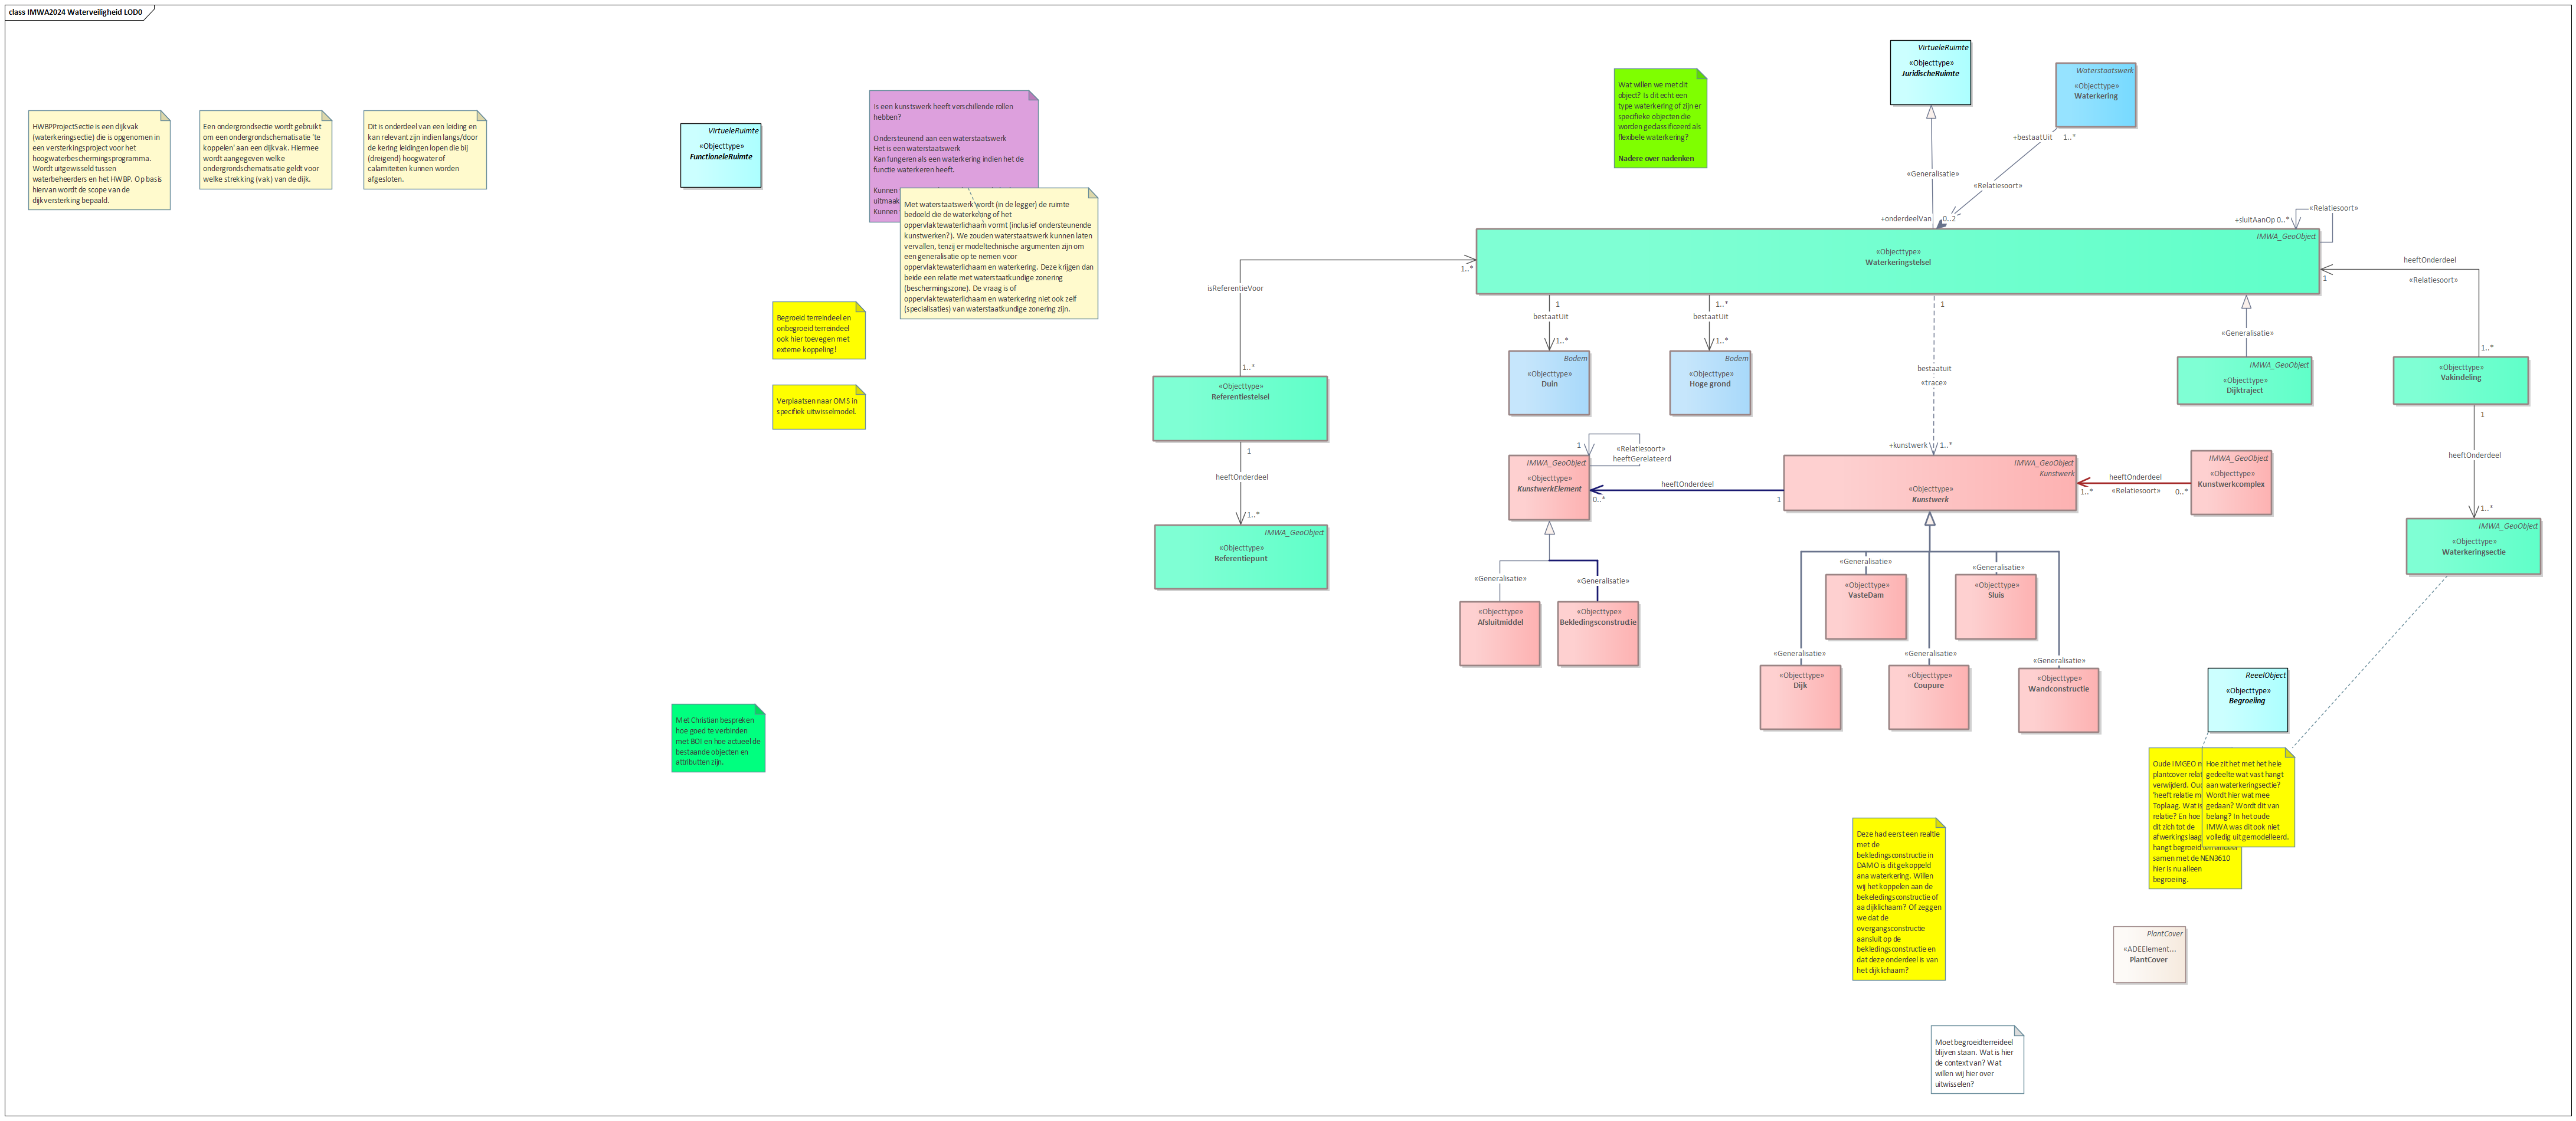 class IMWA2024 Waterveiligheid LOD0
HWBPProjectSectie is een dijkvak
(waterkeringsectie) die is opgenomen in
een versterkingsproject voor het
hoogwaterbeschermingsprogramma.
Wordt uitgewisseld tussen
waterbeheerders en het HWBP. Op basis
hiervan wordt de scope van de
dijkversterking bepaald.
Een ondergrondsectie wordt gebruikt
om een ondergrondschematisatie 'te
koppelen' aan een dijkvak. Hiermee
wordt aangegeven welke
ondergrondschematisatie geldt voor
welke strekking (vak) van de dijk.
Dit is onderdeel van een leiding en
kan relevant zijn indien langs/door
de kering leidingen lopen die bij
(dreigend) hoogwater of
calamiteiten kunnen worden
afgesloten.
VirtueleRuimte
«Objecttype»
FunctioneleRuimte
Is een kunstswerk heeft verschillende rollen
hebben?
Ondersteunend aan een waterstaatswerk
Het is een waterstaatswerk
Kan fungeren als een waterkering indien het de
functie waterkeren heeft.
Kunnen
uitmaak
Kunnen
Met waterstaatswerk wordt (in de legger) de ruimte
bedoeld die de waterkering of het
oppervlaktewaterlichaam vormt (inclusief ondersteunende
kunstwerken?). We zouden waterstaatswerk kunnen laten
vervallen, tenzij er modeltechnische argumenten zijn om
een generalisatie op te nemen voor
oppervlaktewaterlichaam en waterkering. Deze krijgen dan
beide een relatie met waterstaatkundige zonering
(beschermingszone). De vraag is of
oppervlaktewaterlichaam en waterkering niet ook zelf
(specialisaties) van waterstaatkundige zonering zijn.
Begroeid terreindeel en
onbegroeid terreindeel
ook hier toevegen met
externe koppeling!
Verplaatsen naar OMS in
specifiek uitwisselmodel.
Met Christian bespreken
hoe goed te verbinden
met BOI en hoe actueel de
bestaande objecten en
attributten zijn.
Wat willen we met dit
object? is dit echt een
type waterkering of zijn er
specifieke objecten die
worden geclassificeerd als
flexibele waterkering?
Nadere over nadenken
VirtueleRuimte
«Objecttype»
JuridischeRuimte
Waterstaatswerk
«Objecttype»
Waterkering
+bestaatUit
1..*
«Generalisatie»
«Relatiesoort»
+onderdeelVan
0..2
+sluitAanOp 0..*
«Relatiesoort»
IMWA_GeoObject
«Objecttype»
Waterkeringstelsel
1..*
isReferentieVoor
1..*
1
heeftOnderdeel
«Relatiesoort»
1..*
1
bestaatUit
1..*
1..*
bestaatUit
1..*
1
bestaatuit
«trace»
+kunstwerk
1..*
«Generalisatie»
Bodem
«Objecttype»
Duin
Bodem
«Objecttype»
Hoge grond
IMWA_GeoObject
«Objecttype»
Dijktraject
«Objecttype»
Vakindeling
1
heeftOnderdeel
1..*
«Objecttype»
Referentiestelsel
1
heeftOnderdeel
1..*
IMWA_GeoObject
«Objecttype»
Referentiepunt
1
«Relatiesoort»
heeftGerelateerd
IMWA_GeoObject
«Objecttype»
KunstwerkElement
0..*
heeftOnderdeel
1
IMWA_GeoObject
Kunstwerk
«Objecttype»
Kunstwerk
1..*
heeftOnderdeel
«Relatiesoort»
0..*
IMWA_GeoObject
«Objecttype»
Kunstwerkcomplex
IMWA_GeoObject
«Objecttype»
Waterkeringsectie
«Generalisatie»
«Generalisatie»
«Objecttype»
Afsluitmiddel
«Objecttype»
Bekledingsconstructie
«Generalisatie»
«Generalisatie»
«Objecttype»
VasteDam
«Objecttype»
Sluis
«Generalisatie»
«Generalisatie»
«Generalisatie»
«Objecttype»
Dijk
«Objecttype»
Coupure
«Objecttype»
Wandconstructie
ReeelObject
«Objecttype»
Begroeiing
Oude IMGEO m
plantcover relat
verwijderd. Oud
'heeft relatie m
Toplaag. Wat is
relatie? En hoe
dit zich tot de
afwerkingslaag
hangt begroeid terreindeel
samen met de NEN3610
hier is nu alleen
begroeiing.
Hoe zit het met het hele
gedeelte wat vast hangt
aan waterkeringsectie?
Wordt hier wat mee
gedaan? Wordt dit van
belang? In het oude
IMWA was dit ook niet
volledig uitgemodelleerd.
Deze had eerst een realtie
met de
bekledingsconstructie in
DAMO is dit gekoppeld
ana waterkering. Willen
wij het koppelen aan de
bekeledingsconstructie of
aa dijklichaam? Of zeggen
we dat de
overgangsconstructie
aansluit op de
bekledingsconstructie en
dat deze onderdeel is van
het dijklichaam?
PlantCover
«ADEElement...
PlantCover
Moet begroeidterreideel
blijven staan. Wat is hier
de context van? Wat
willen wij hier over
uitwisselen?